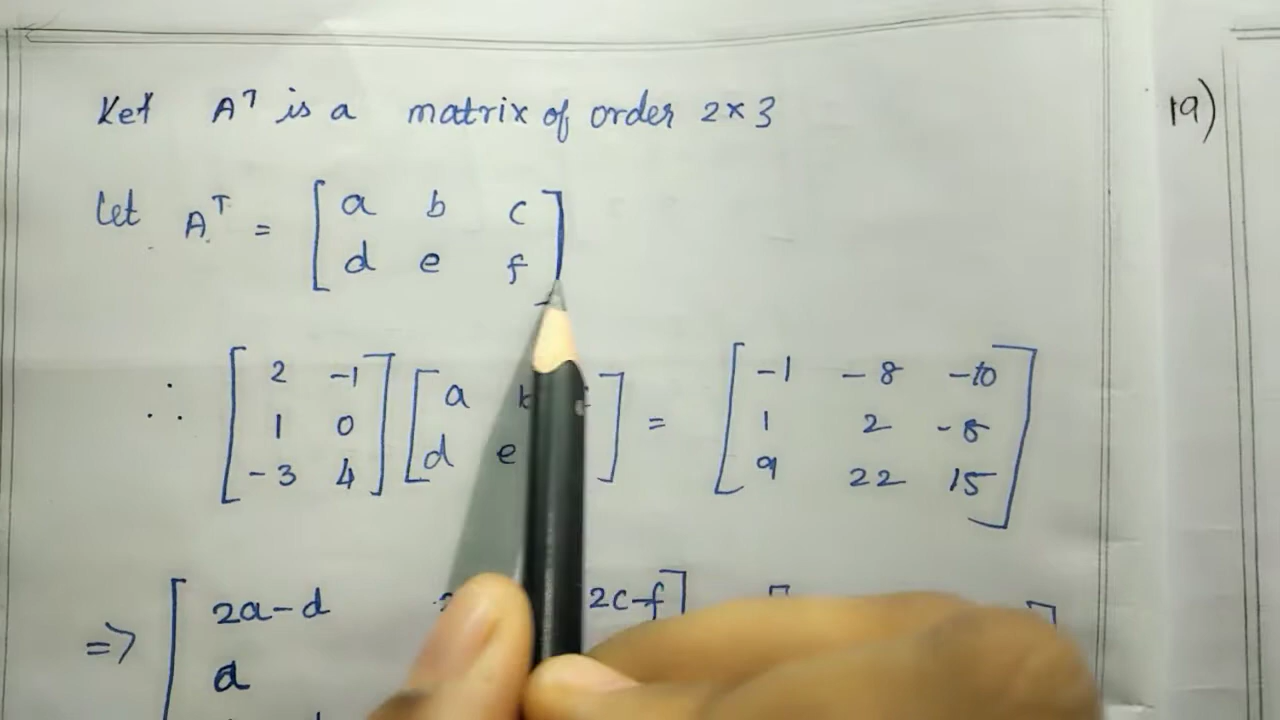 Let A^T is a matrix of order 2×3
19)
Let A^T = [ a b c
d e f ]
∴ [ 2 -1
1 0
-3 4 ] [ a
d e ] = [ -1 -8 -10
1 2 -8
9 22 15 ]
=> [ 2a-d 2c-f ]
a